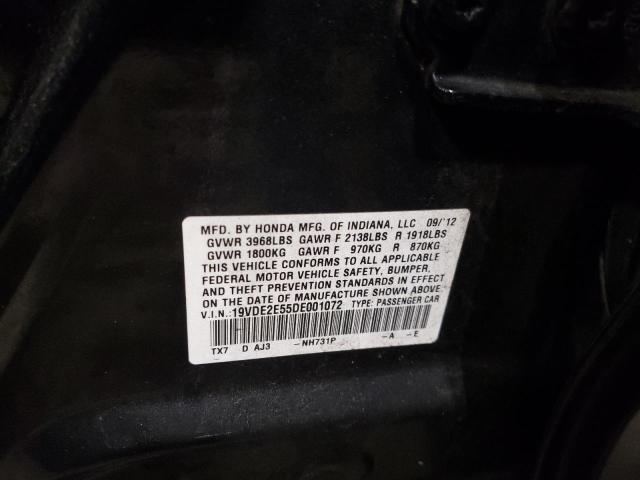 MFD. BY HONDA MFG. OF INDIANA, LLC 09/'12
GVWR 3968LBS GAWR F 2138LBS R 1918LBS
GVWR 1800KG GAWR F 970KG R 870KG
THIS VEHICLE CONFORMS TO ALL APPLICABLE
FEDERAL MOTOR VEHICLE SAFETY, BUMPER,
AND THEFT PREVENTION STANDARDS IN EFFECT
ON THE DATE OF MANUFACTURE SHOWN ABOVE.
V.I.N.:19VDE2E55DE001072 TYPE: PASSENGER CAR
TX7 D AJ3 -NH731P -A -E
-